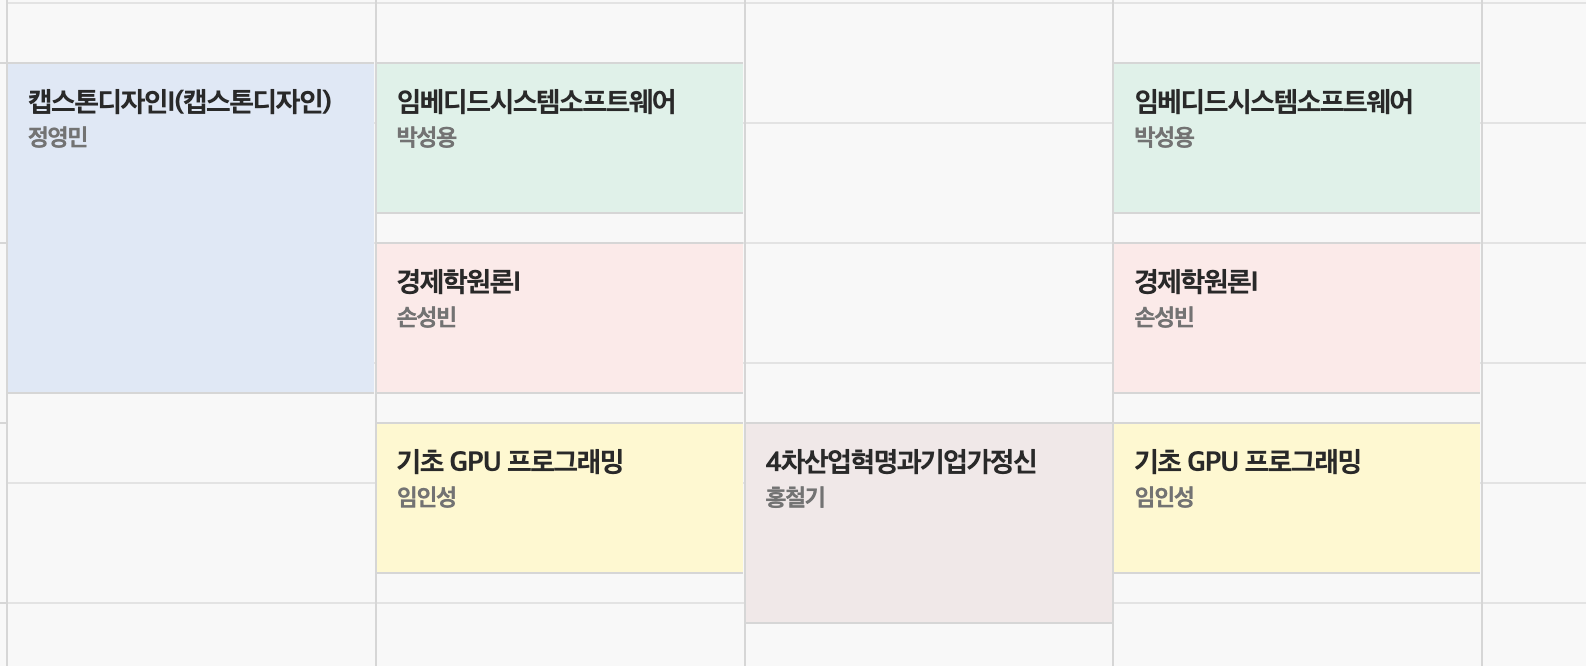 캡스톤디자인I(캡스톤디자인)
정영민
임베디드시스템소프트웨어
박성용
임베디드시스템소프트웨어
박성용
경제학원론I
손성빈
경제학원론I
손성빈
기초 GPU 프로그래밍
임인성
4차산업혁명과기업가정신
홍철기
기초 GPU 프로그래밍
임인성